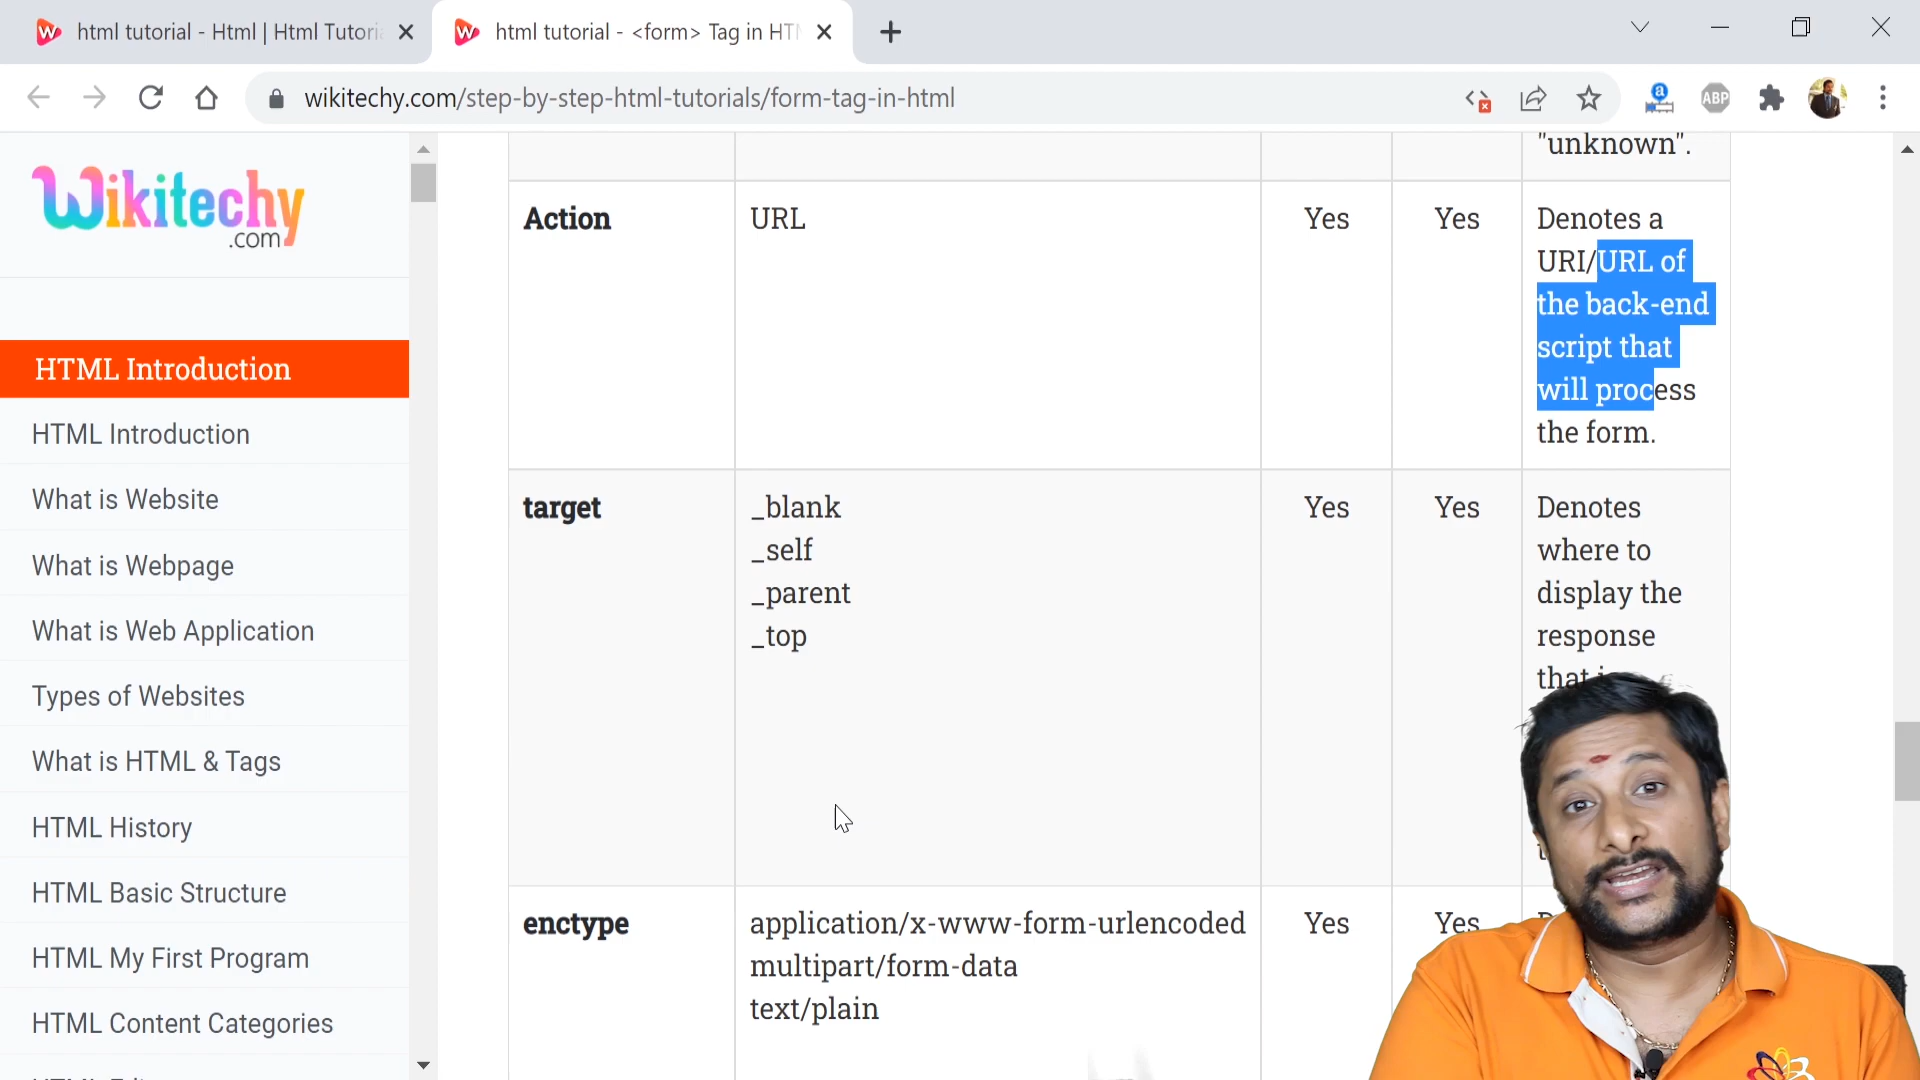 html tutorial - Html | Html Tutori
html tutorial - <form> Tag in HT
wikitechy.com/step-by-step-html-tutorials/form-tag-in-html
ABP
Wikitechy
.com
HTML Introduction
HTML Introduction
What is Website
What is Webpage
What is Web Application
Types of Websites
What is HTML & Tags
HTML History
HTML Basic Structure
HTML My First Program
HTML Content Categories
"unknown".
Action
URL
Yes
Yes
Denotes a
URI/URL of
the back-end
script that
will process
the form.
target
_blank
_self
_parent
_top
Yes
Yes
Denotes
where to
display the
response
that
enctype
application/x-www-form-urlencoded
multipart/form-data
text/plain
Yes
Yes